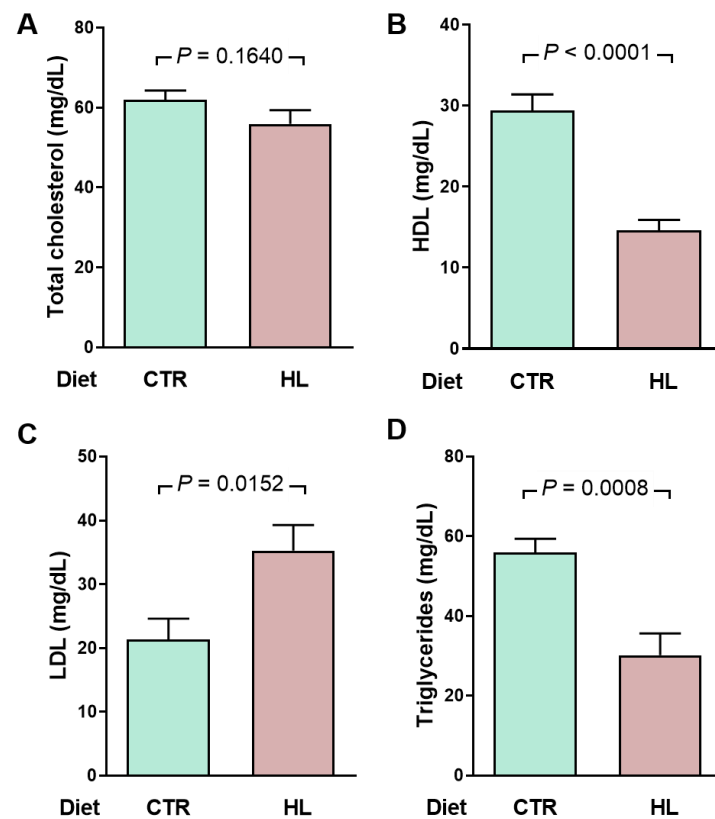 A
Total cholesterol (mg/dL)
80
60
40
20
0
P = 0.1640
Diet CTR HL
B
HDL (mg/dL)
40
30
20
10
0
P < 0.0001
Diet CTR HL
C
LDL (mg/dL)
50
40
30
20
10
0
P = 0.0152
Diet CTR HL
D
Triglycerides (mg/dL)
80
60
40
20
0
P = 0.0008
Diet CTR HL